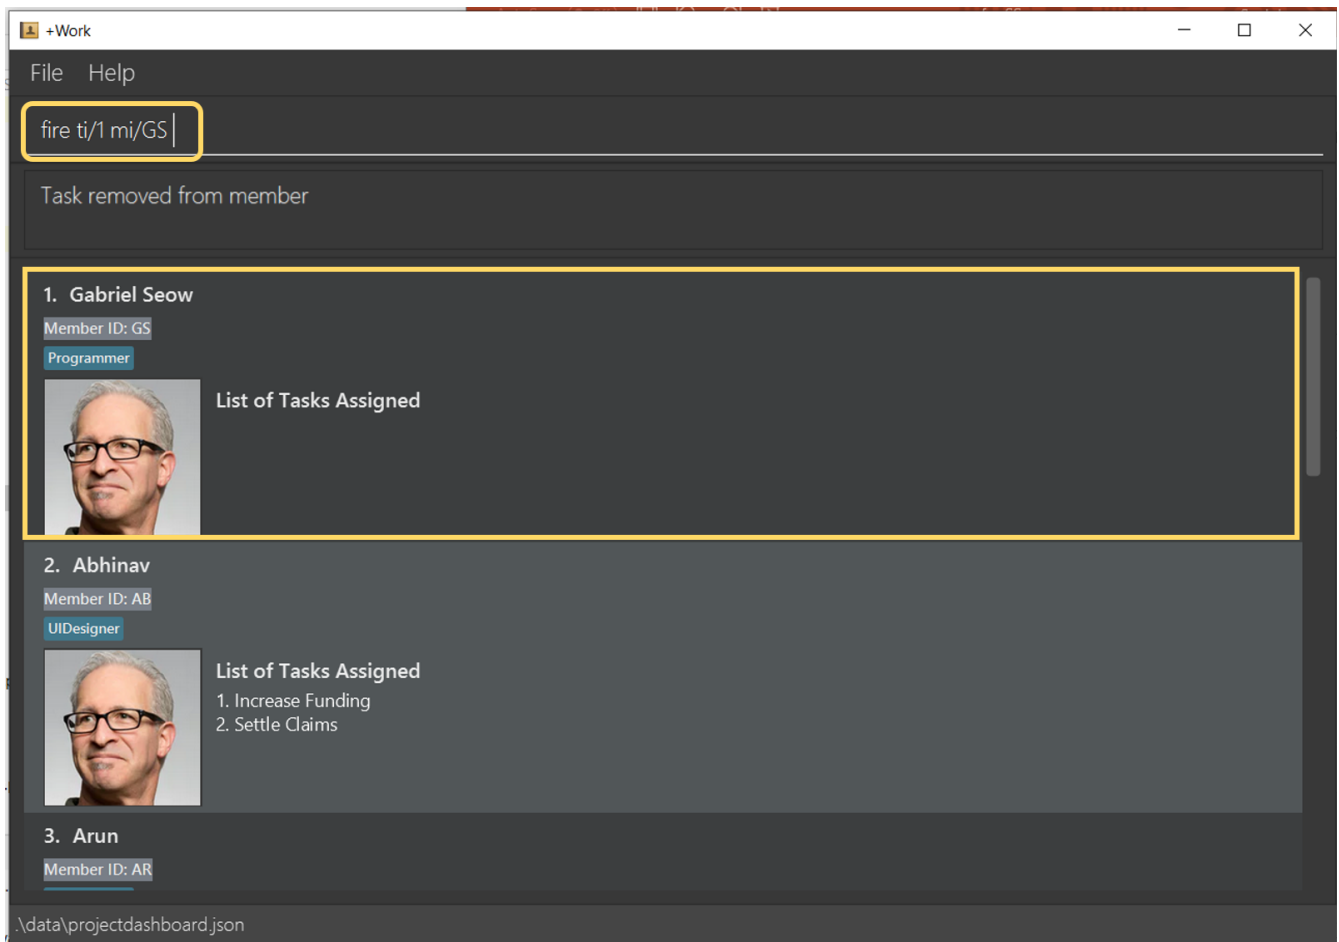 +Work
File Help
fire ti/1 mi/GS
Task removed from member
1. Gabriel Seow
Member ID: GS
Programmer
List of Tasks Assigned
2. Abhinav
Member ID: AB
UIDesigner
List of Tasks Assigned
1. Increase Funding
2. Settle Claims
3. Arun
Member ID: AR
.\data\projectdashboard.json